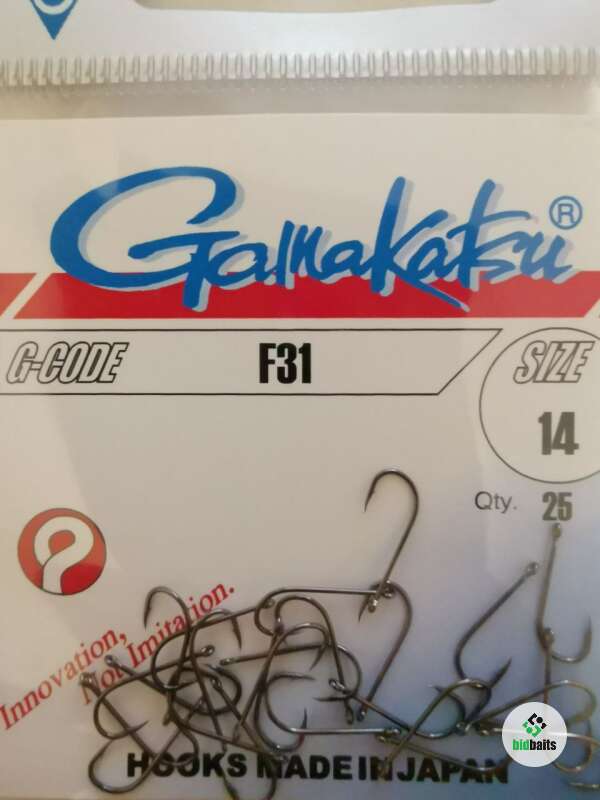 Gamakatsu®
G-CODE F31 SIZE
14
Qty. 25
Innovation,
Not Imitation.
HOOKS MADE IN JAPAN
bidbaits